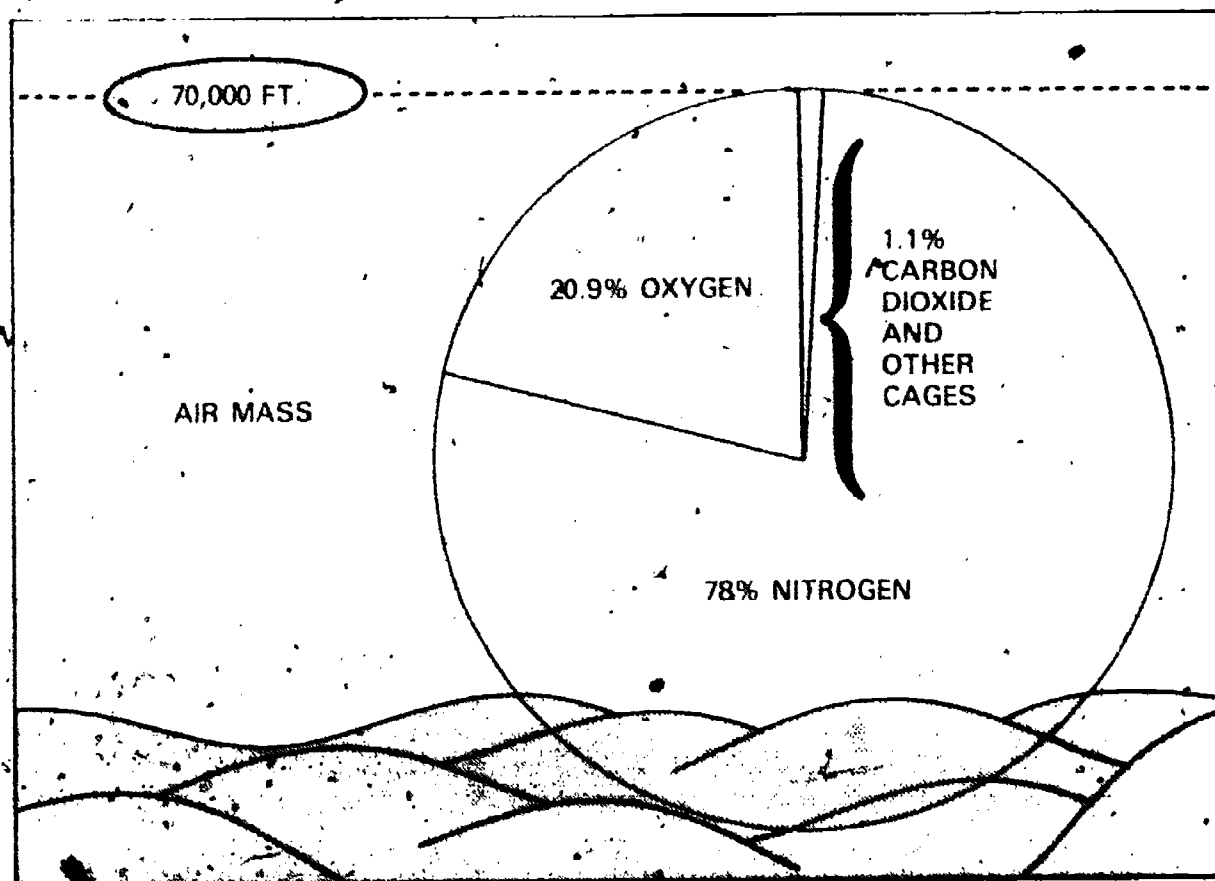 70,000 FT.
20.9% OXYGEN
1.1%
CARBON
DIOXIDE
AND
OTHER
CAGES
AIR MASS
78% NITROGEN